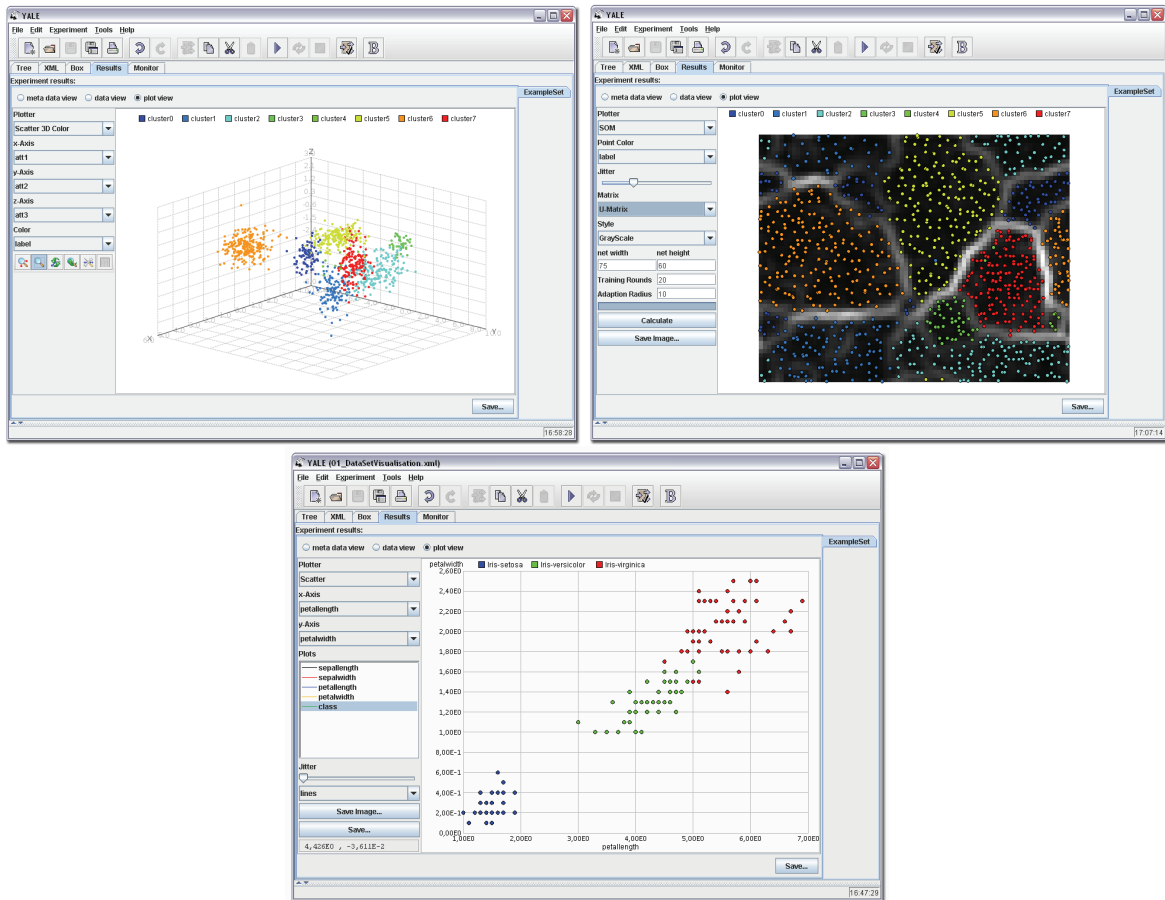 YALE
File Edit Experiment Tools Help
Tree XML Box Results Monitor
Experiment results:
ExampleSet
meta data view data view plot view
Plotter
cluster0 cluster1 cluster2 cluster3 cluster4 cluster5 cluster6 cluster7
Scatter 3D Color
x-Axis
att1
y-Axis
att2
z-Axis
att3
Color
label
Z
X
Y
Save...
16:58:28
YALE
File Edit Experiment Tools Help
Tree XML Box Results Monitor
Experiment results:
ExampleSet
meta data view data view plot view
Plotter
cluster0 cluster1 cluster2 cluster3 cluster4 cluster5 cluster6 cluster7
SOM
Point Color
label
Jitter
Matrix
U-Matrix
Style
GrayScale
net width net height
75 60
Training Rounds 20
Adaption Radius 10
Calculate
Save Image...
Save...
17:07:14
YALE (01_DataSetVisualisation.xml)
File Edit Experiment Tools Help
Tree XML Box Results Monitor
Experiment results:
ExampleSet
meta data view data view plot view
Plotter
petalwidth Iris-setosa Iris-versicolor Iris-virginica
Scatter
x-Axis
petallength
y-Axis
petalwidth
Plots
sepallength
sepalwidth
petallength
petalwidth
class
Jitter
lines
Save Image...
Save...
4,426E0 , -3,611E-2
2,60E0
2,40E0
2,20E0
2,00E0
1,80E0
1,60E0
1,40E0
1,20E0
1,00E0
8,00E-1
6,00E-1
4,00E-1
2,00E-1
0,00E0
1,00E0 2,00E0 3,00E0 4,00E0 5,00E0 6,00E0 7,00E0
petallength
Save...
16:47:29